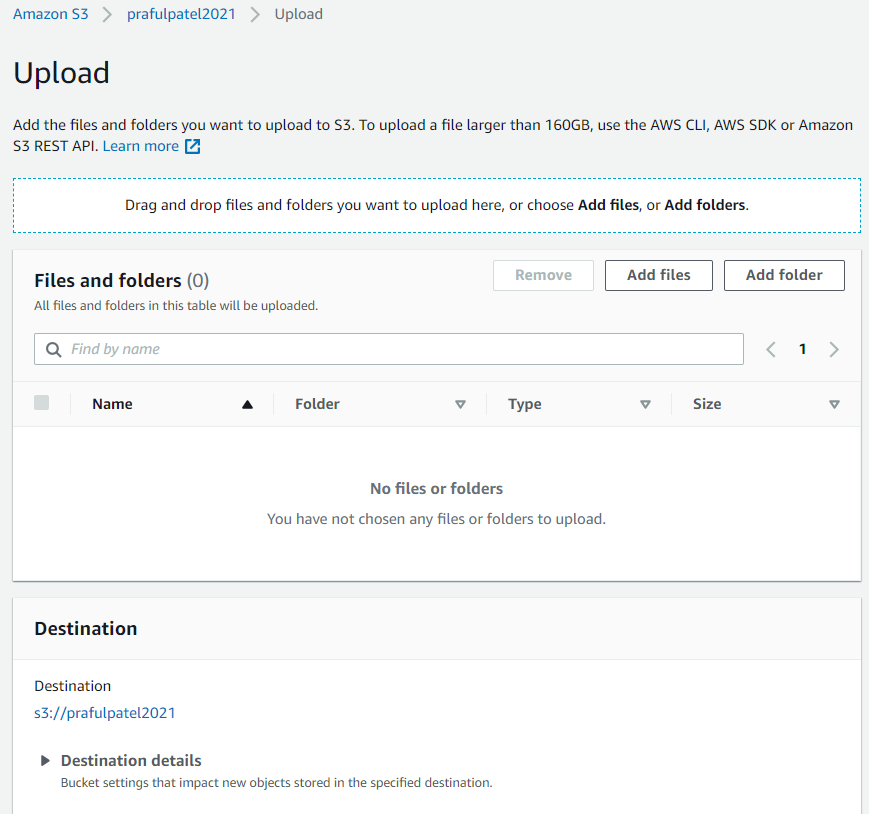 Amazon S3 > prafulpatel2021 > Upload
Upload
Add the files and folders you want to upload to S3. To upload a file larger than 160GB, use the AWS CLI, AWS SDK or Amazon
S3 REST API. Learn more
Drag and drop files and folders you want to upload here, or choose Add files, or Add folders.
Files and folders (0)
Remove
Add files
Add folder
All files and folders in this table will be uploaded.
Find by name
1
Name
Folder
Type
Size
No files or folders
You have not chosen any files or folders to upload.
Destination
Destination
s3://prafulpatel2021
Destination details
Bucket settings that impact new objects stored in the specified destination.